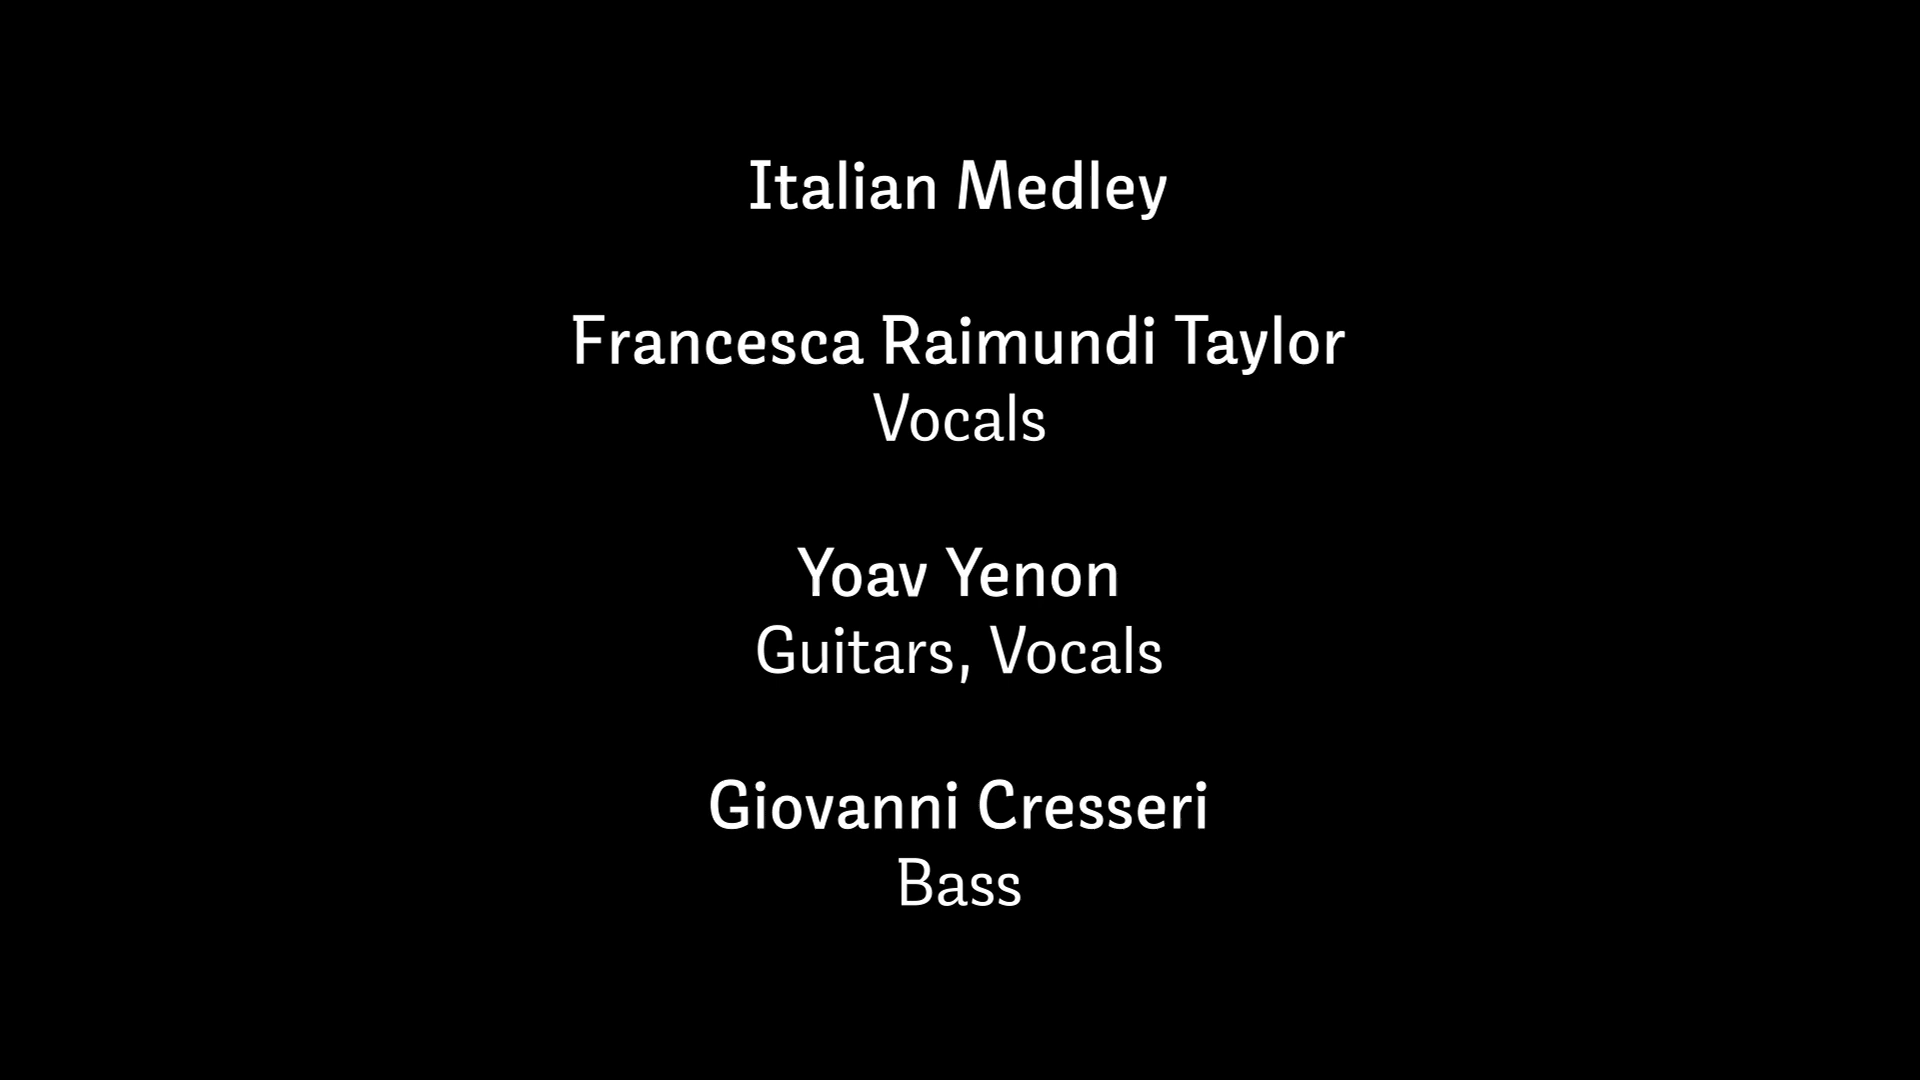 Italian Medley
Francesca Raimundi Taylor
Vocals
Yoav Yenon
Guitars, Vocals
Giovanni Cresseri
Bass